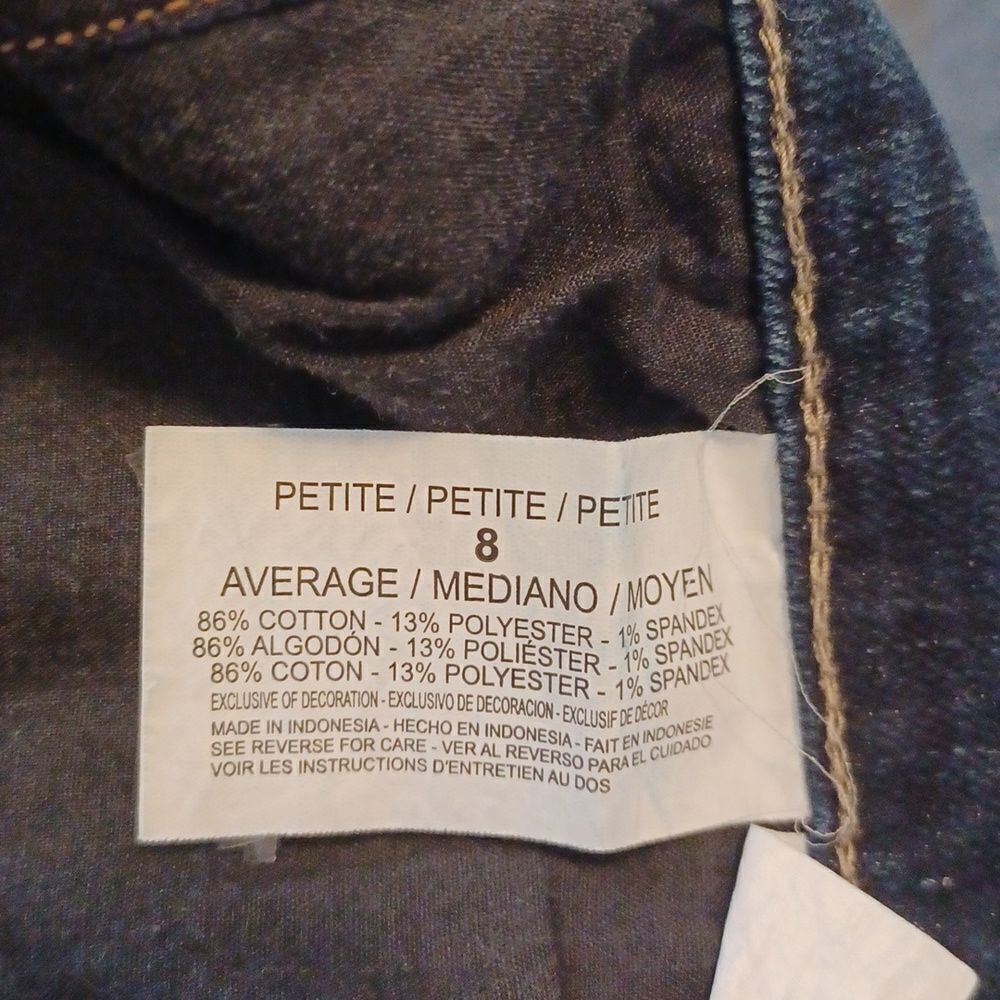 PETITE / PETITE / PETITE
8
AVERAGE / MEDIANO / MOYEN
86% COTTON - 13% POLYESTER - 1% SPANDEX
86% ALGODÓN - 13% POLIÉSTER - 1% SPANDEX
86% COTON - 13% POLYESTER - 1% SPANDEX
EXCLUSIVE OF DECORATION - EXCLUSIVO DE DECORACION - EXCLUSIF DE DÉCOR
MADE IN INDONESIA - HECHO EN INDONESIA - FAIT EN INDONESIE
SEE REVERSE FOR CARE - VER AL REVERSO PARA EL CUIDADO
VOIR LES INSTRUCTIONS D'ENTRETIEN AU DOS